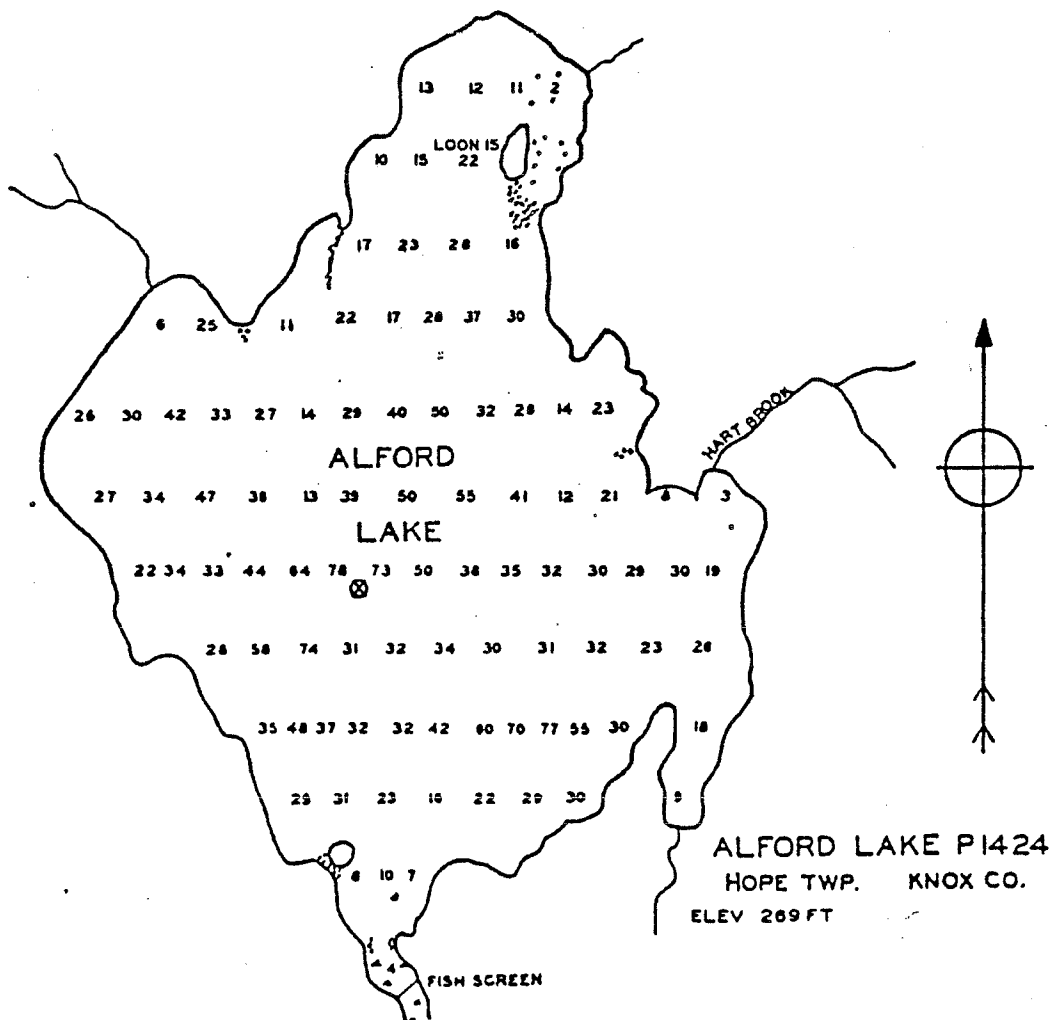 13 12 11 2
LOON IS
10 15 22
17 23 28 16
6 25 11 22 17 28 37 30
26 30 42 33 27 14 29 40 50 32 28 14 23
ALFORD
HART BROOK
27 34 47 38 13 39 50 55 41 12 21 8 3
LAKE
22 34 33 44 64 78 73 50 38 35 32 30 29 30 19
28 58 74 31 32 34 30 31 32 23 28
35 48 37 32 32 42 60 70 77 55 30 18
25 31 23 16 22 29 30 9
ALFORD LAKE P1424
8 10 7
HOPE TWP. KNOX CO.
ELEV 269 FT
4
FISH SCREEN